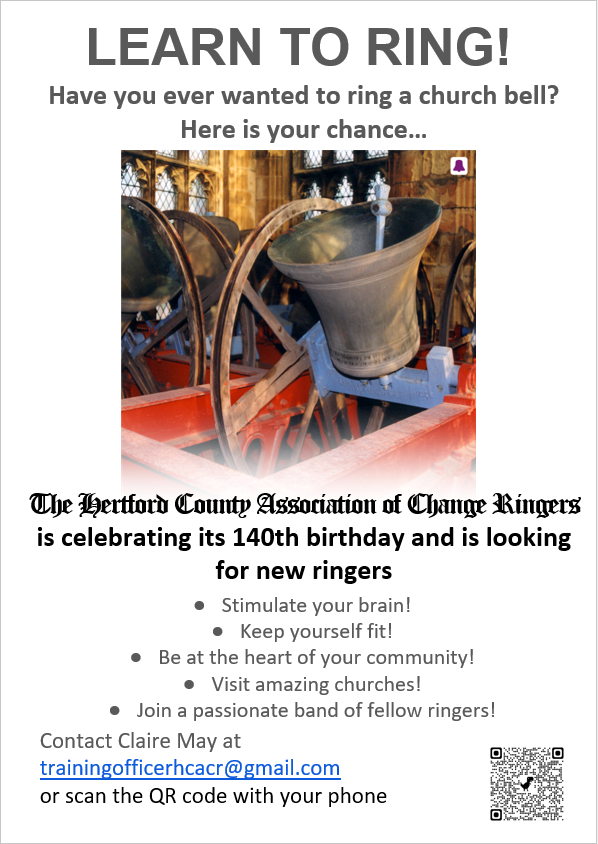 LEARN TO RING!
Have you ever wanted to ring a church bell?
Here is your chance...
The Hertford County Association of Change Ringers
is celebrating its 140th birthday and is looking
for new ringers
● Stimulate your brain!
● Keep yourself fit!
● Be at the heart of your community!
● Visit amazing churches!
● Join a passionate band of fellow ringers!
Contact Claire May at
trainingofficerhcacr@gmail.com
or scan the QR code with your phone